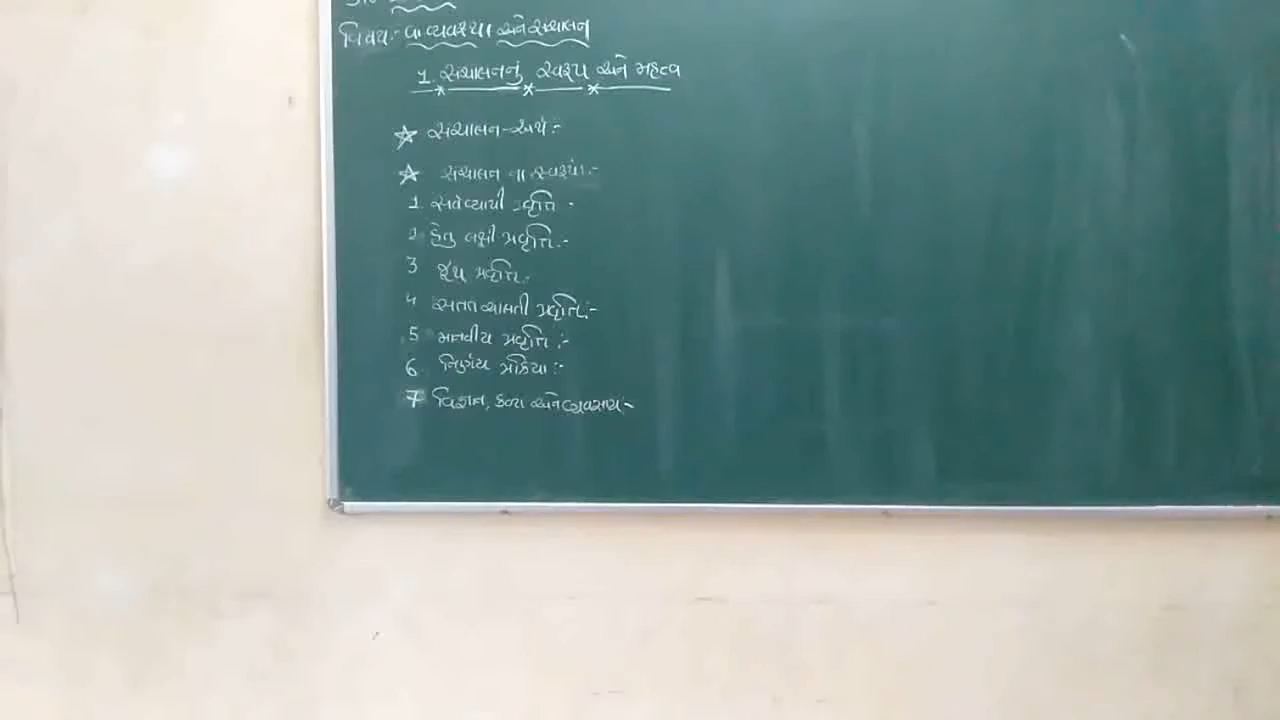 વિષય:- વા વ્યવસ્થા અને સંચાલન
1. સંચાલનનું સ્વરૂપ અને મહત્વ
☆ સંચાલન-અર્થ:-
☆ સંચાલન ના સ્વરૂપો:-
1. સર્વવ્યાપી પ્રવૃત્તિ -
2 હેતુ લક્ષી પ્રવૃત્તિ:-
3 જૂથ પ્રવૃત્તિ:-
4 સતત ચાલતી પ્રવૃત્તિ:-
5 માનવીય પ્રવૃત્તિ:-
6. નિર્ણય પ્રક્રિયા:-
7 વિજ્ઞાન, કળા અને વ્યવસાય:-